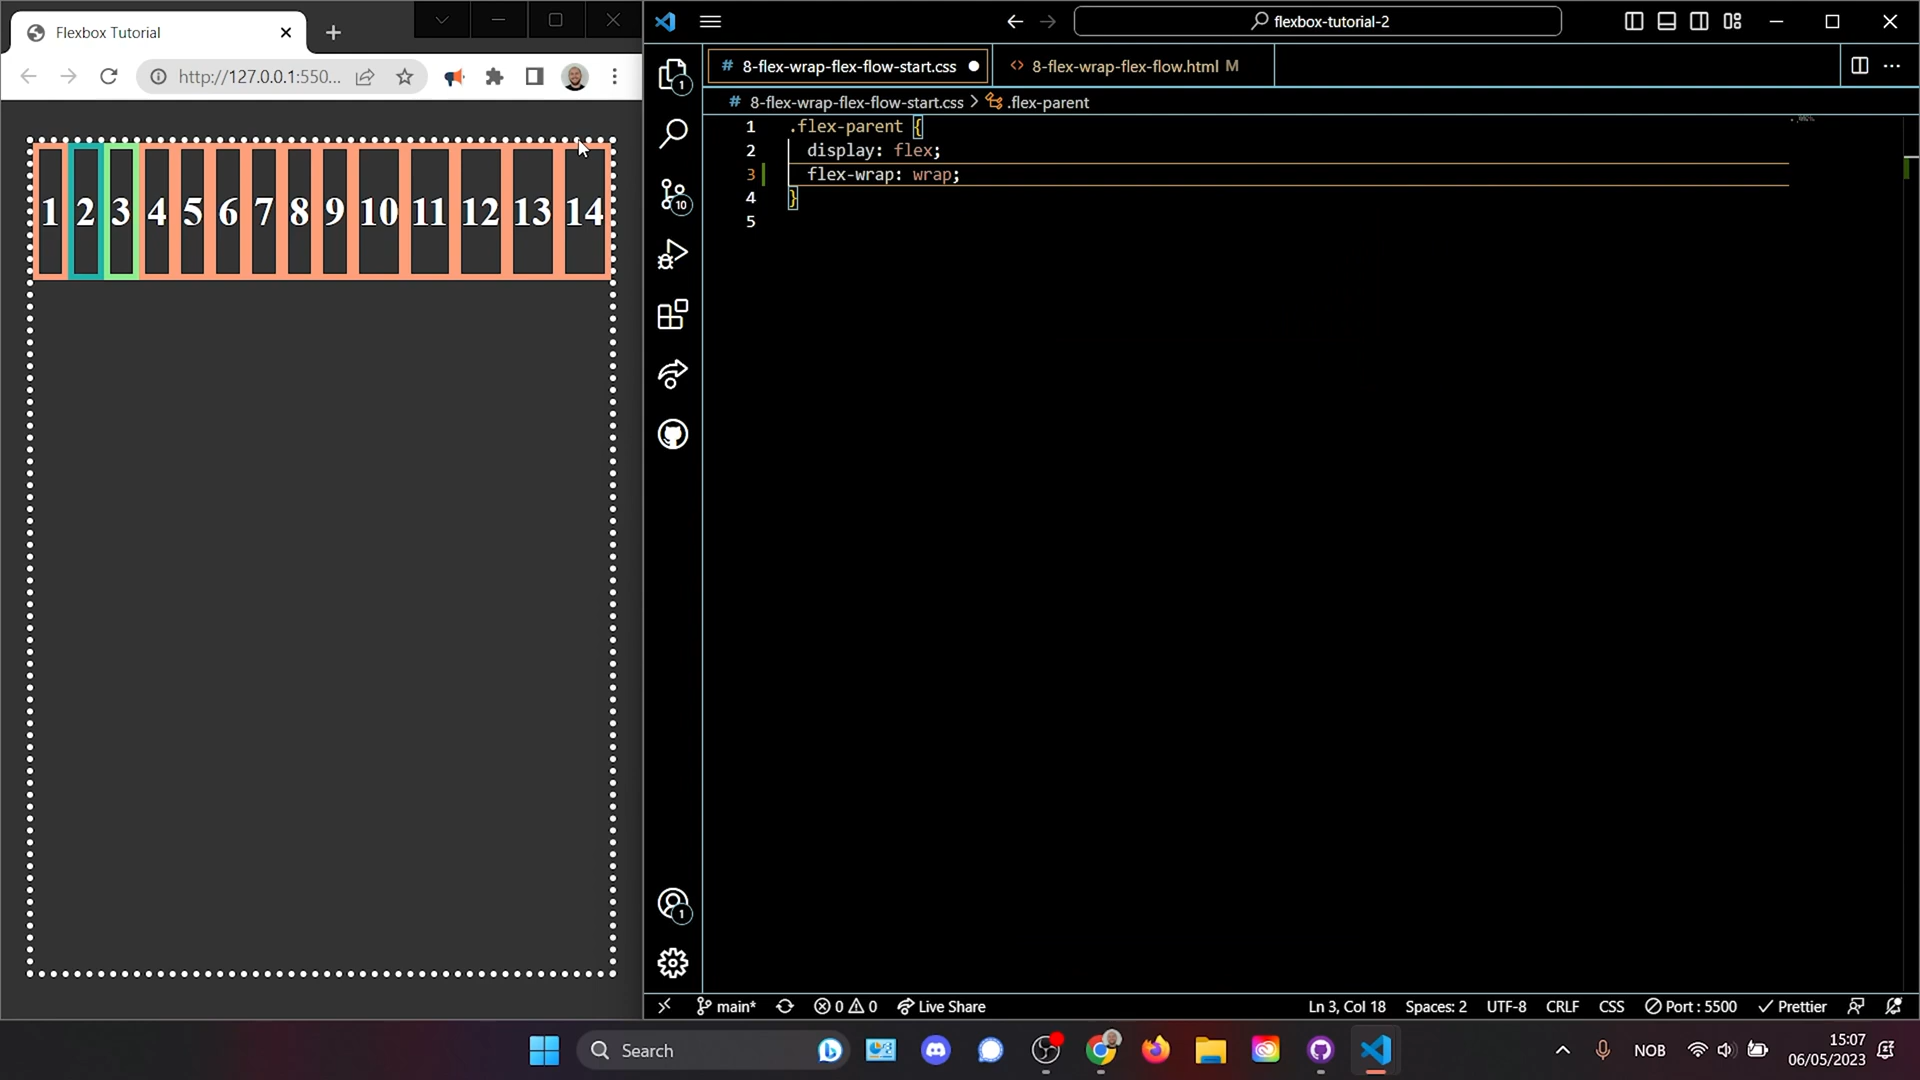 Flexbox Tutorial
http://127.0.0.1:550...
1 2 3 4 5 6 7 8 9 10 11 12 13 14
flexbox-tutorial-2
# 8-flex-wrap-flex-flow-start.css
<> 8-flex-wrap-flex-flow.html M
# 8-flex-wrap-flex-flow-start.css > .flex-parent
1 .flex-parent {
2 display: flex;
3 flex-wrap: wrap;
4 }
5
1
10
1
main*
0 0
Live Share
Ln 3, Col 18
Spaces: 2
UTF-8
CRLF
CSS
Port : 5500
Prettier
Search
NOB
15:07
06/05/2023